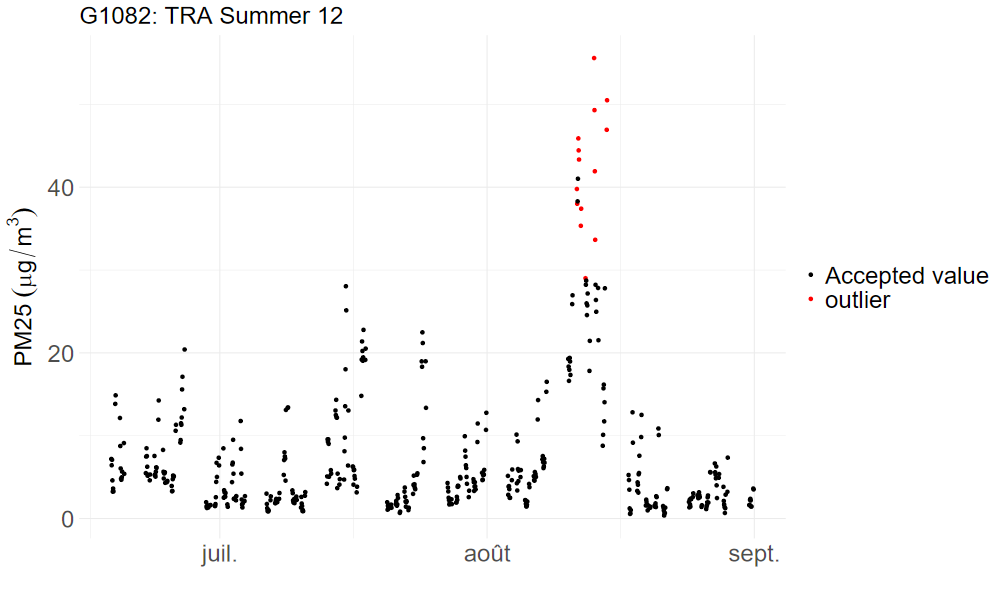 G1082: TRA Summer 12
PM25 (μg/m³)
40
20
0
juil.
août
sept.
Accepted value
outlier